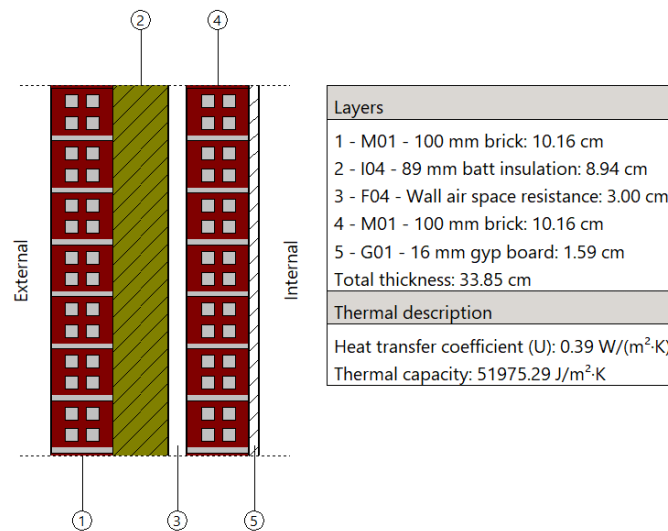 2
4
External
Internal
1
3
5
Layers
1 - M01 - 100 mm brick: 10.16 cm
2 - I04 - 89 mm batt insulation: 8.94 cm
3 - F04 - Wall air space resistance: 3.00 cm
4 - M01 - 100 mm brick: 10.16 cm
5 - G01 - 16 mm gyp board: 1.59 cm
Total thickness: 33.85 cm
Thermal description
Heat transfer coefficient (U): 0.39 W/(m²·K)
Thermal capacity: 51975.29 J/m²·K